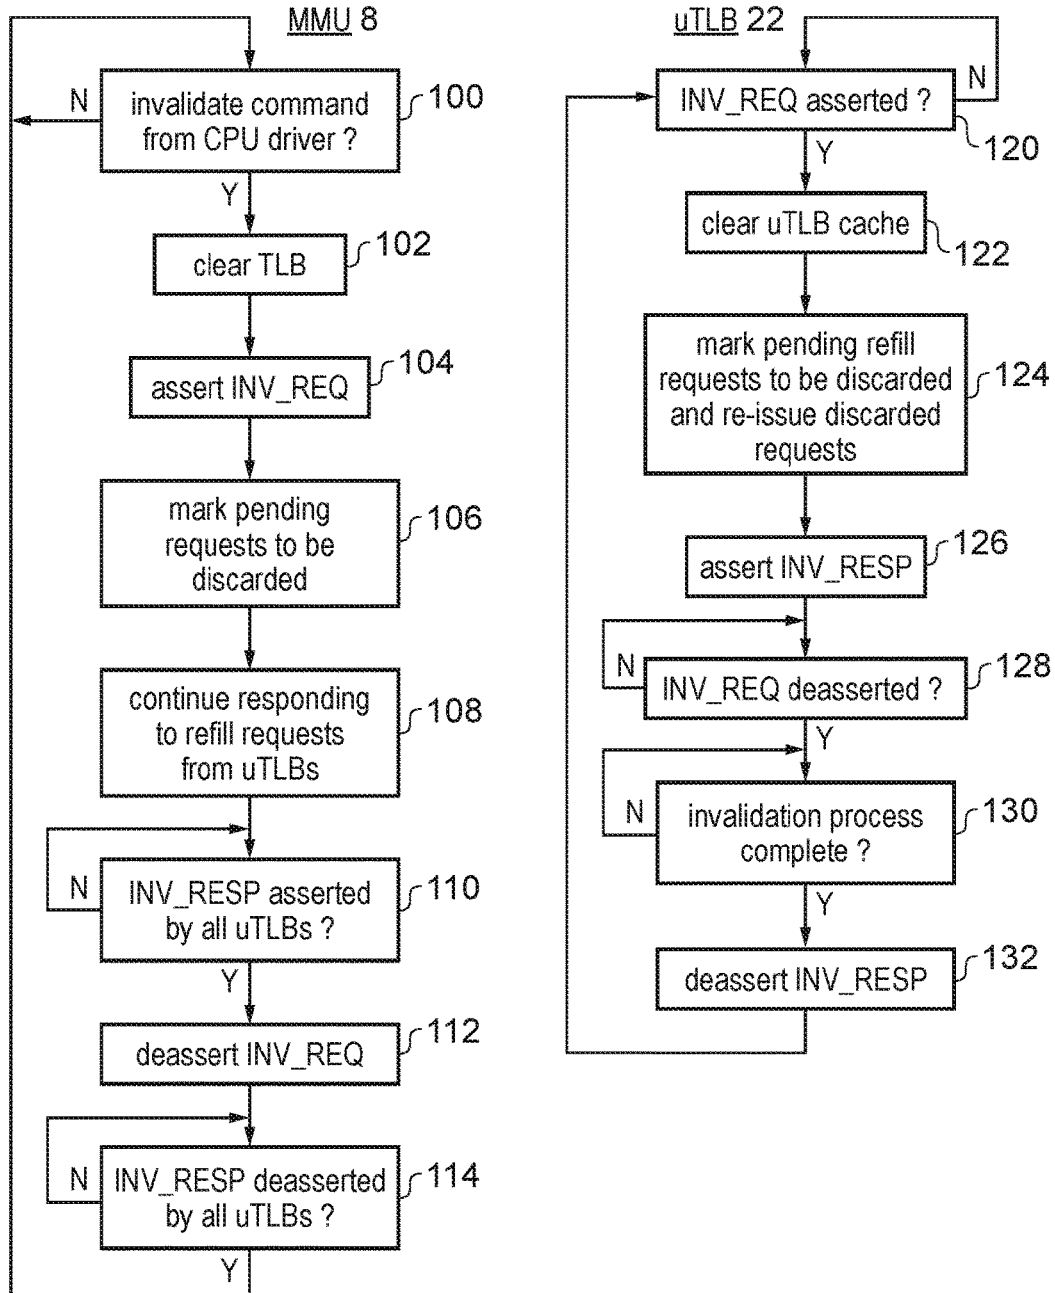 MMU 8
N
invalidate command
from CPU driver ?
100
Y
clear TLB
102
assert INV_REQ
104
mark pending
requests to be
discarded
106
continue responding
to refill requests
from uTLBs
108
N
INV_RESP asserted
by all uTLBs ?
110
Y
deassert INV_REQ
112
N
INV_RESP deasserted
by all uTLBs ?
114
Y
uTLB 22
INV_REQ asserted ?
N
120
Y
clear uTLB cache
122
mark pending refill
requests to be discarded
and re-issue discarded
requests
124
assert INV_RESP
126
N
INV_REQ deasserted ?
128
Y
N
invalidation process
complete ?
130
Y
deassert INV_RESP
132